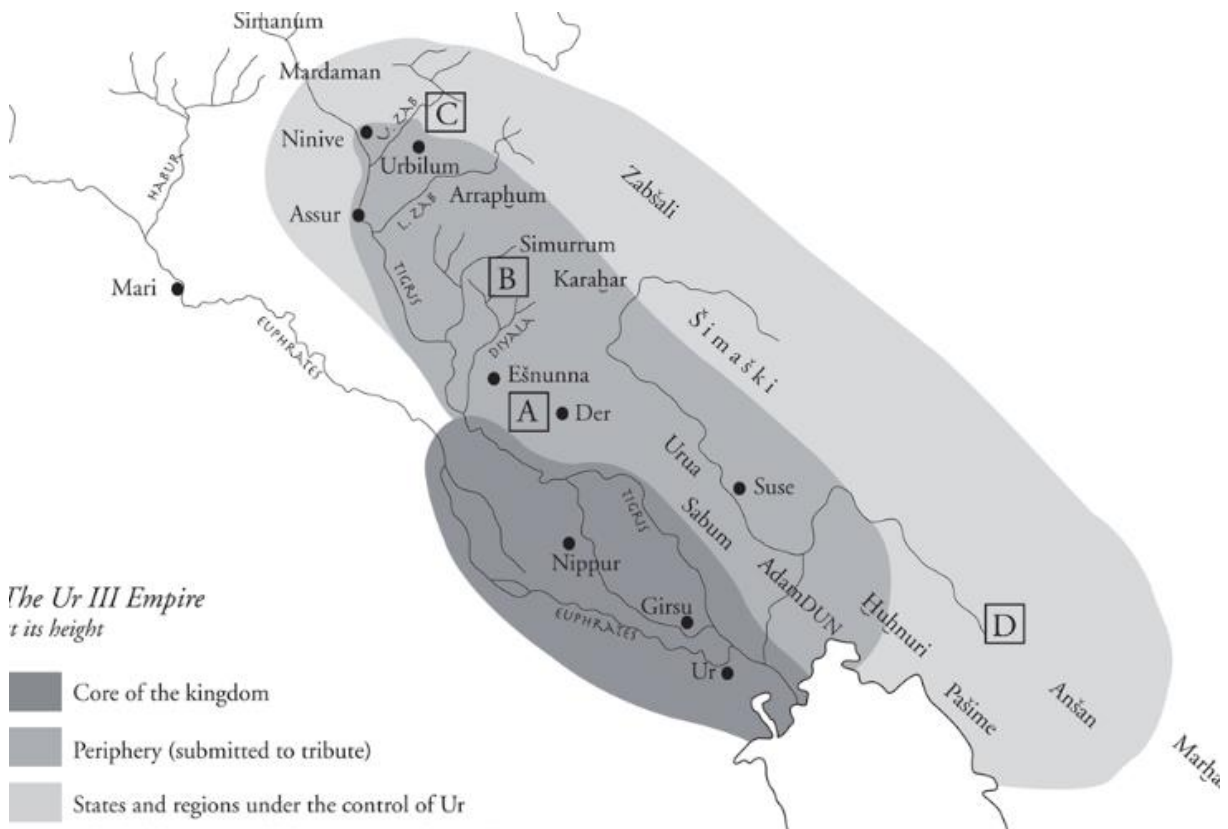 Simanum
Mardaman
HABUR
Ninive
U. ZAB
C
Urbilum
Zabšali
Assur
L. ZAB
Arrapḫum
Simurrum
B
Karaḫar
Mari
TIGRIS
EUPHRATES
DIYALA
Šimaški
Ešnunna
A
Der
Urua
Suse
TIGRIS
Sabum
Nippur
AdamDUN
Girsu
EUPHRATES
Ḫuḫnuri
D
Ur
Pašime
Anšan
Marḫa
The Ur III Empire
t its height
Core of the kingdom
Periphery (submitted to tribute)
States and regions under the control of Ur